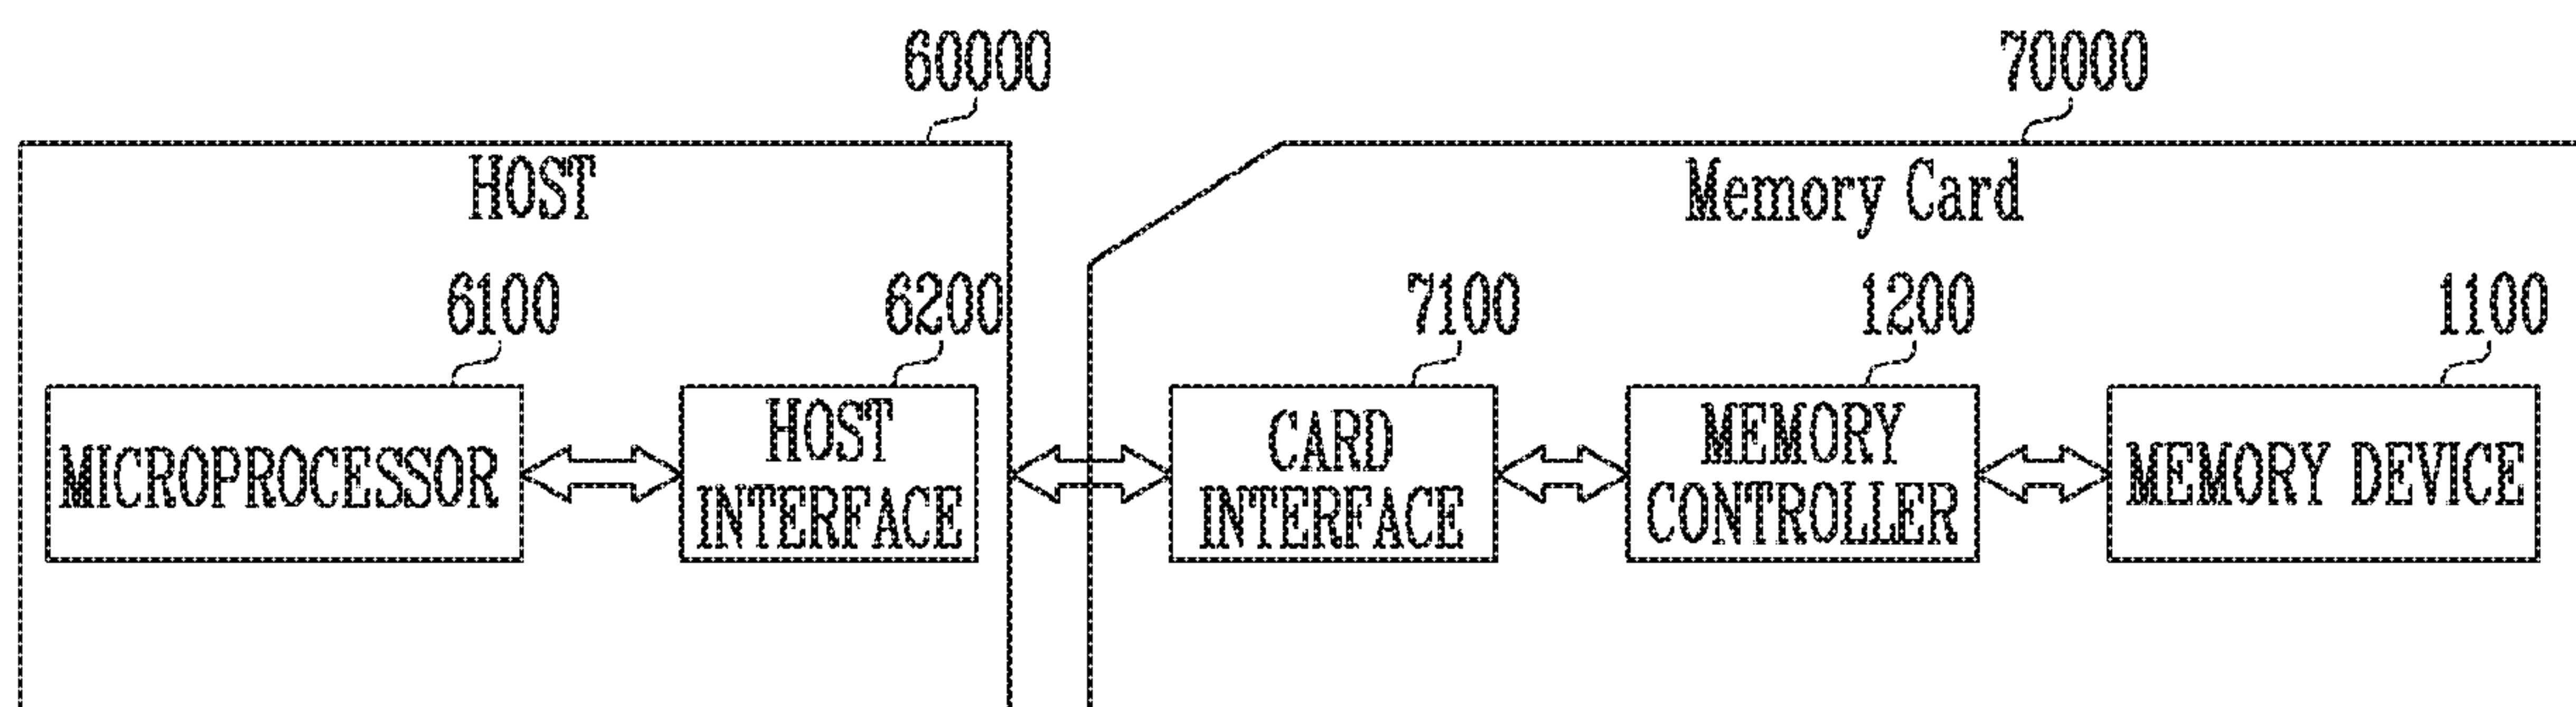 60000
70000
HOST
Memory Card
6100
6200
7100
1200
1100
MICROPROCESSOR
HOST
INTERFACE
CARD
INTERFACE
MEMORY
CONTROLLER
MEMORY DEVICE